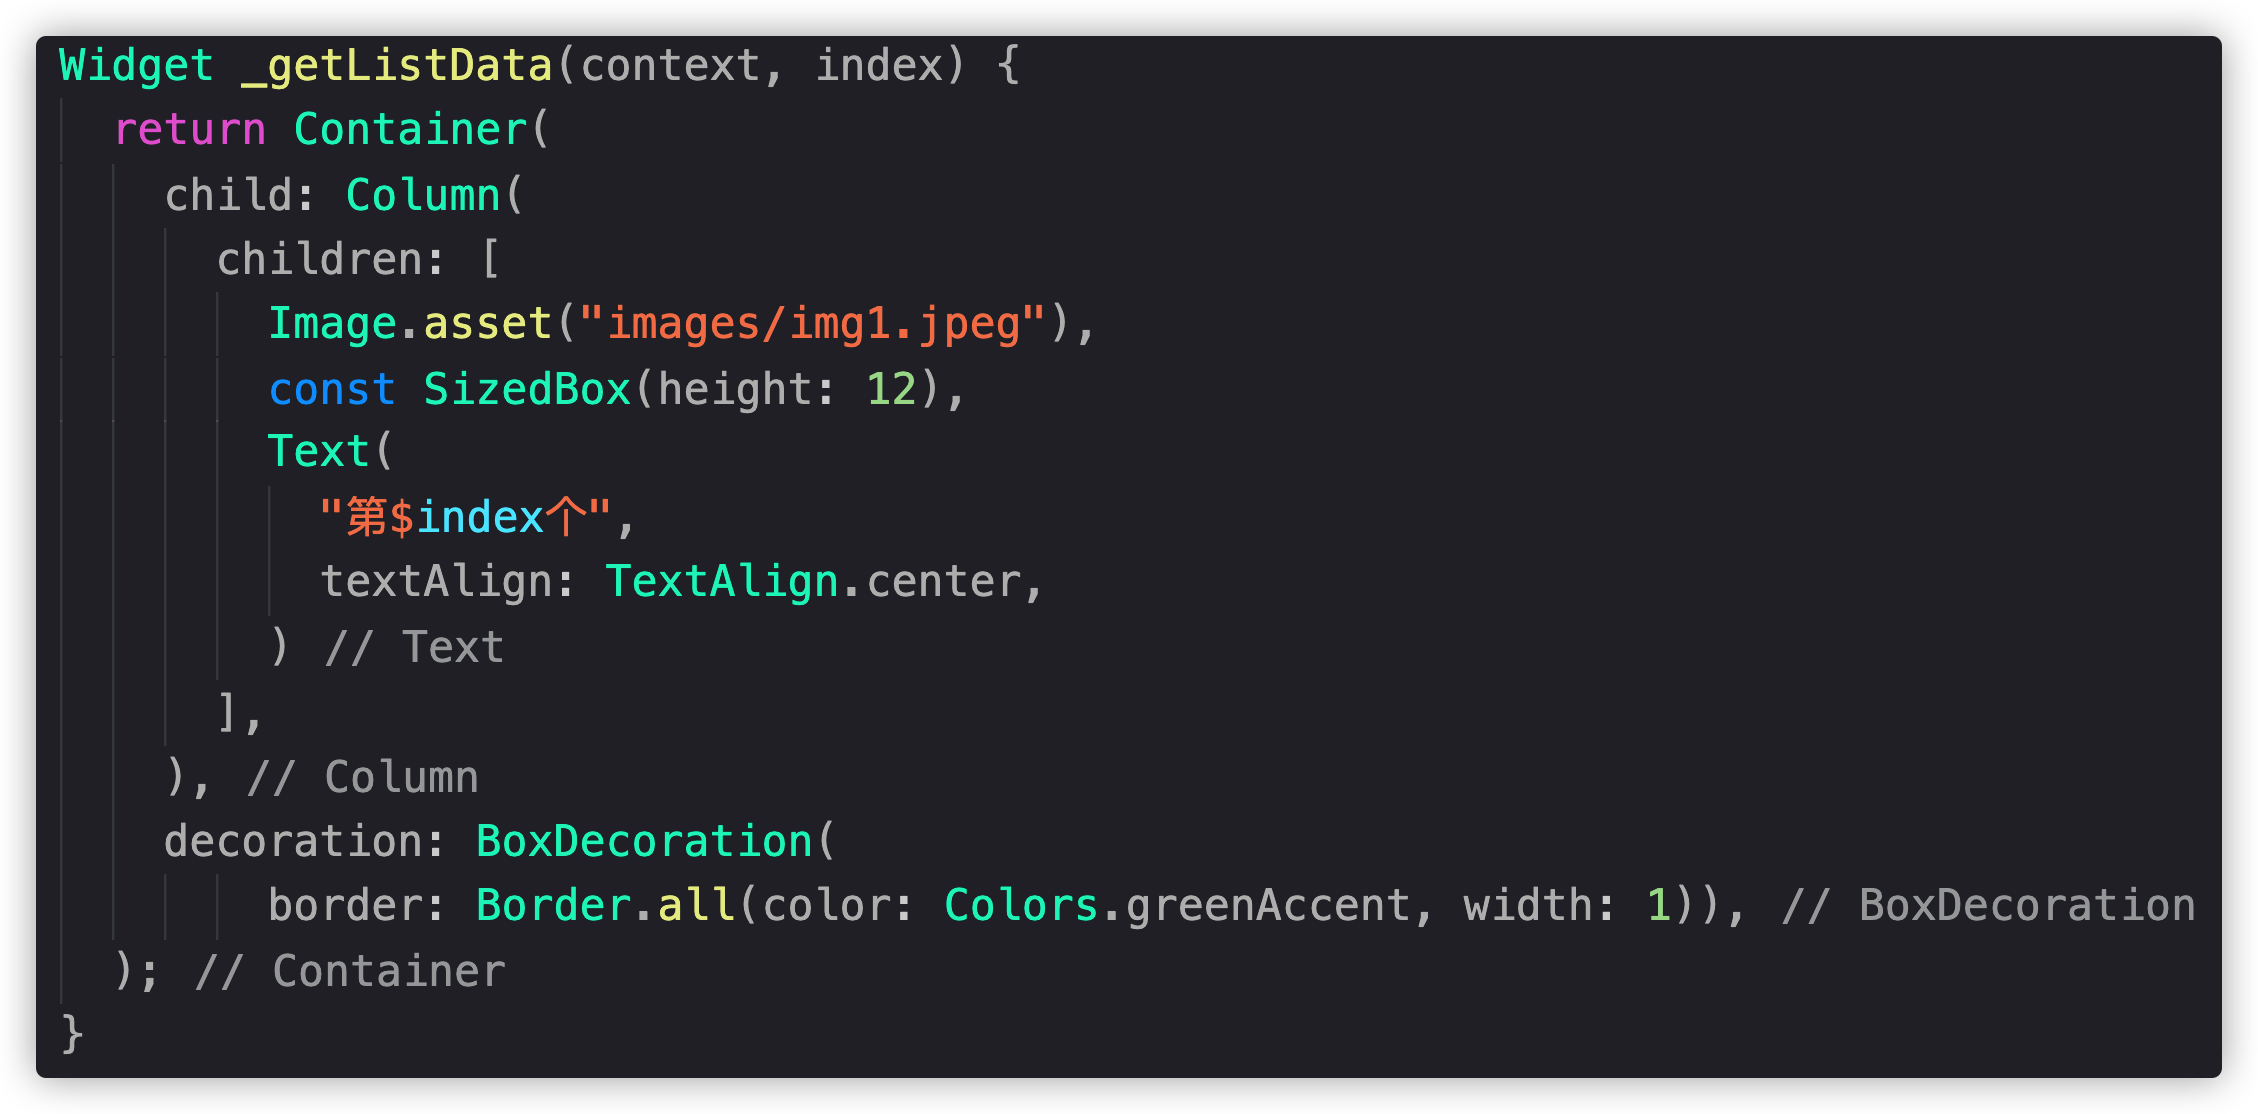 Widget _getListData(context, index) {
  return Container(
    child: Column(
      children: [
        Image.asset("images/img1.jpeg"),
        const SizedBox(height: 12),
        Text(
          "第$index个",
          textAlign: TextAlign.center,
        ) // Text
      ],
    ), // Column
    decoration: BoxDecoration(
        border: Border.all(color: Colors.greenAccent, width: 1)), // BoxDecoration
  ); // Container
}